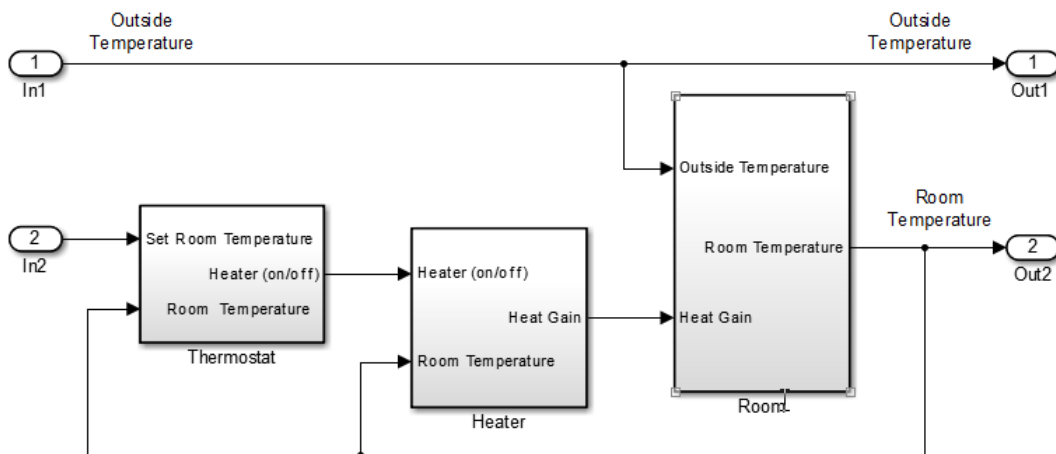 Outside
Temperature
Outside
Temperature
1
In1
1
Out1
Outside Temperature
Room Temperature
Heat Gain
Room
Room
Temperature
2
In2
2
Out2
Set Room Temperature
Heater (on/off)
Room Temperature
Thermostat
Heater (on/off)
Heat Gain
Room Temperature
Heater